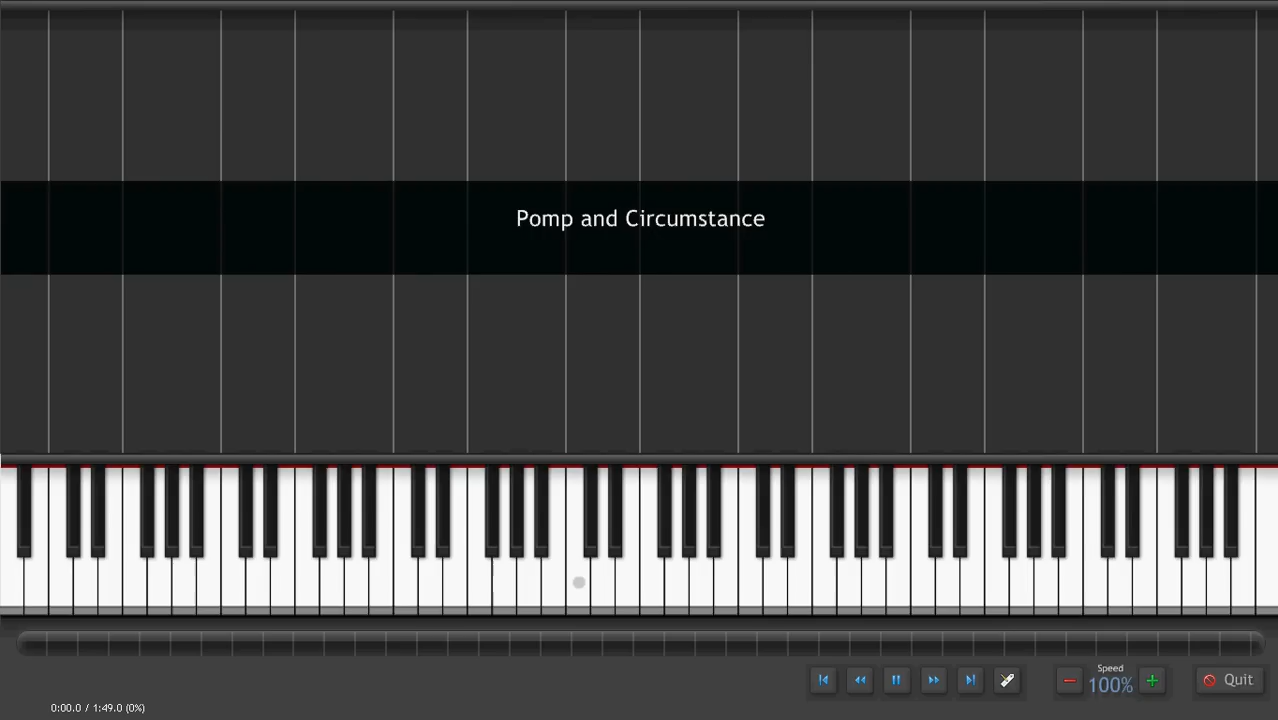 Pomp and Circumstance
Speed
100%
Quit
0:00.0 / 1:49.0 (0%)